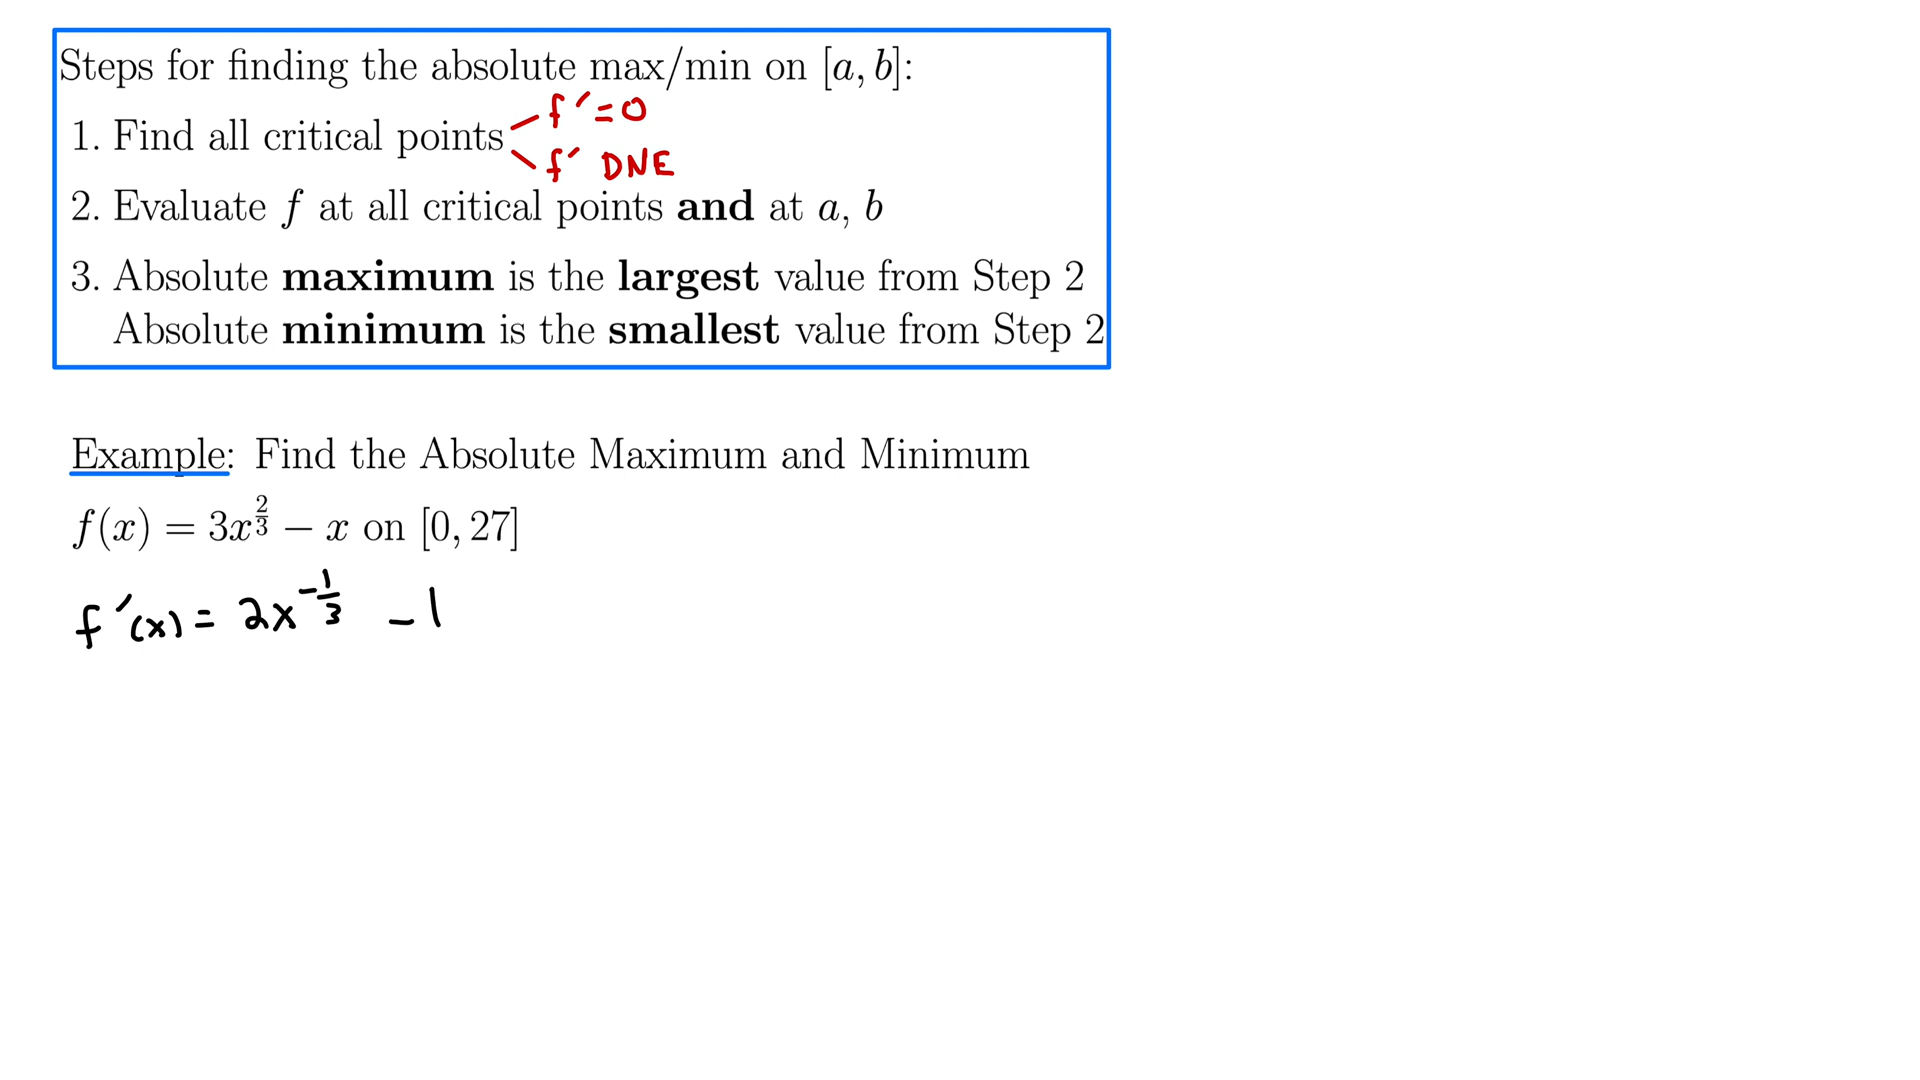 Steps for finding the absolute max/min on [a, b]:
f′=0
1. Find all critical points
f′ DNE
2. Evaluate f at all critical points and at a, b
3. Absolute maximum is the largest value from Step 2
Absolute minimum is the smallest value from Step 2
Example: Find the Absolute Maximum and Minimum
f(x) = 3x^{2/3} − x on [0, 27]
f′(x) = 2x^{-1/3} − 1